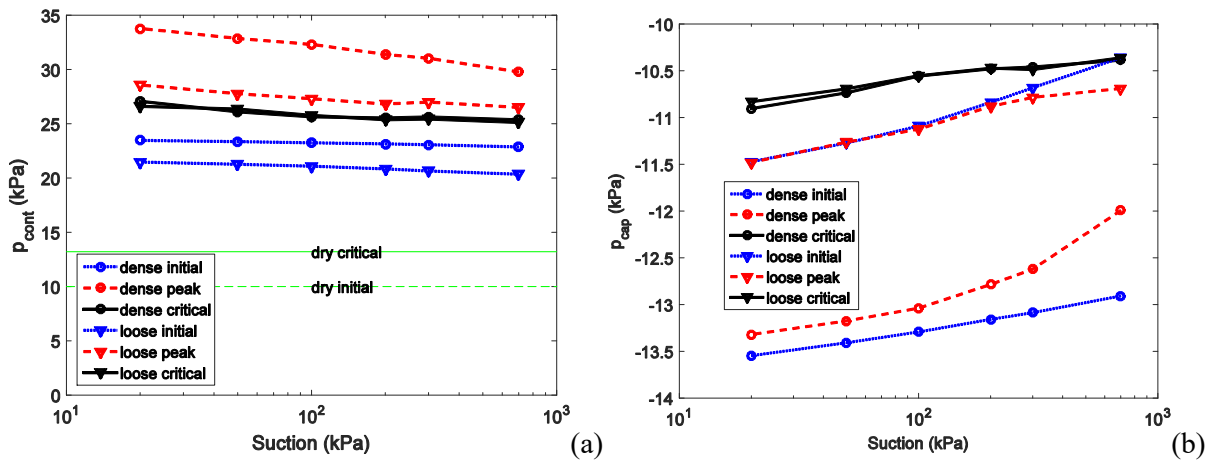 35
30
25
20
15
10
5
0
p_cont (kPa)
dry critical
dry initial
dense initial
dense peak
dense critical
loose initial
loose peak
loose critical
10^1 10^2 10^3
Suction (kPa)
(a)
-10
-10.5
-11
-11.5
-12
-12.5
-13
-13.5
-14
p_cap (kPa)
dense initial
dense peak
dense critical
loose initial
loose peak
loose critical
10^1 10^2 10^3
Suction (kPa)
(b)